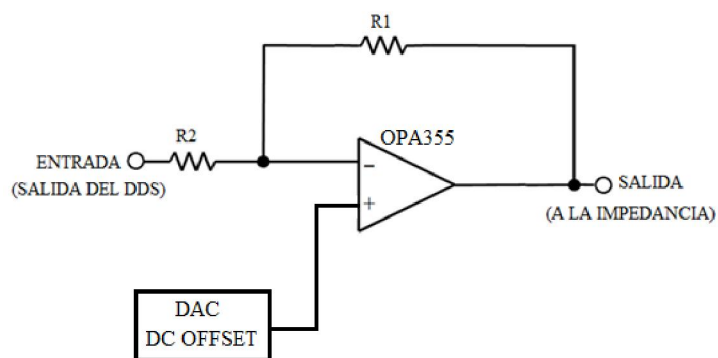 R1
OPA355
R2
ENTRADA
(SALIDA DEL DDS)
−
+
SALIDA
(A LA IMPEDANCIA)
DAC
DC OFFSET